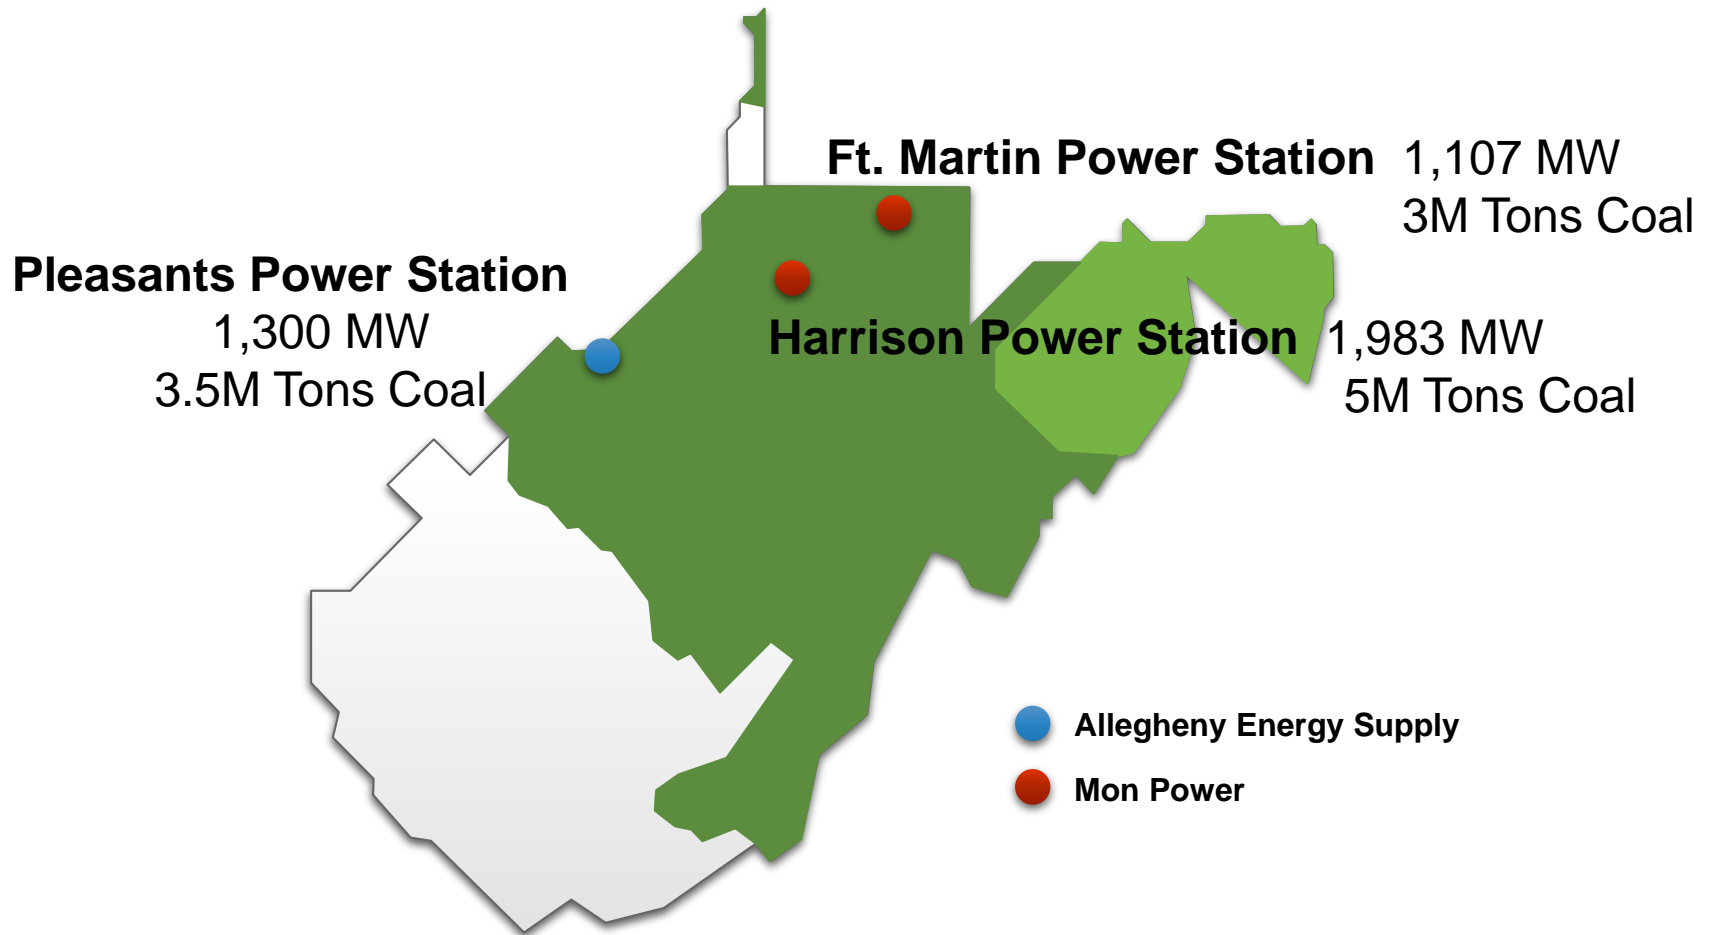 Ft. Martin Power Station 1,107 MW
3M Tons Coal
Pleasants Power Station
1,300 MW
3.5M Tons Coal
Harrison Power Station 1,983 MW
5M Tons Coal
Allegheny Energy Supply
Mon Power